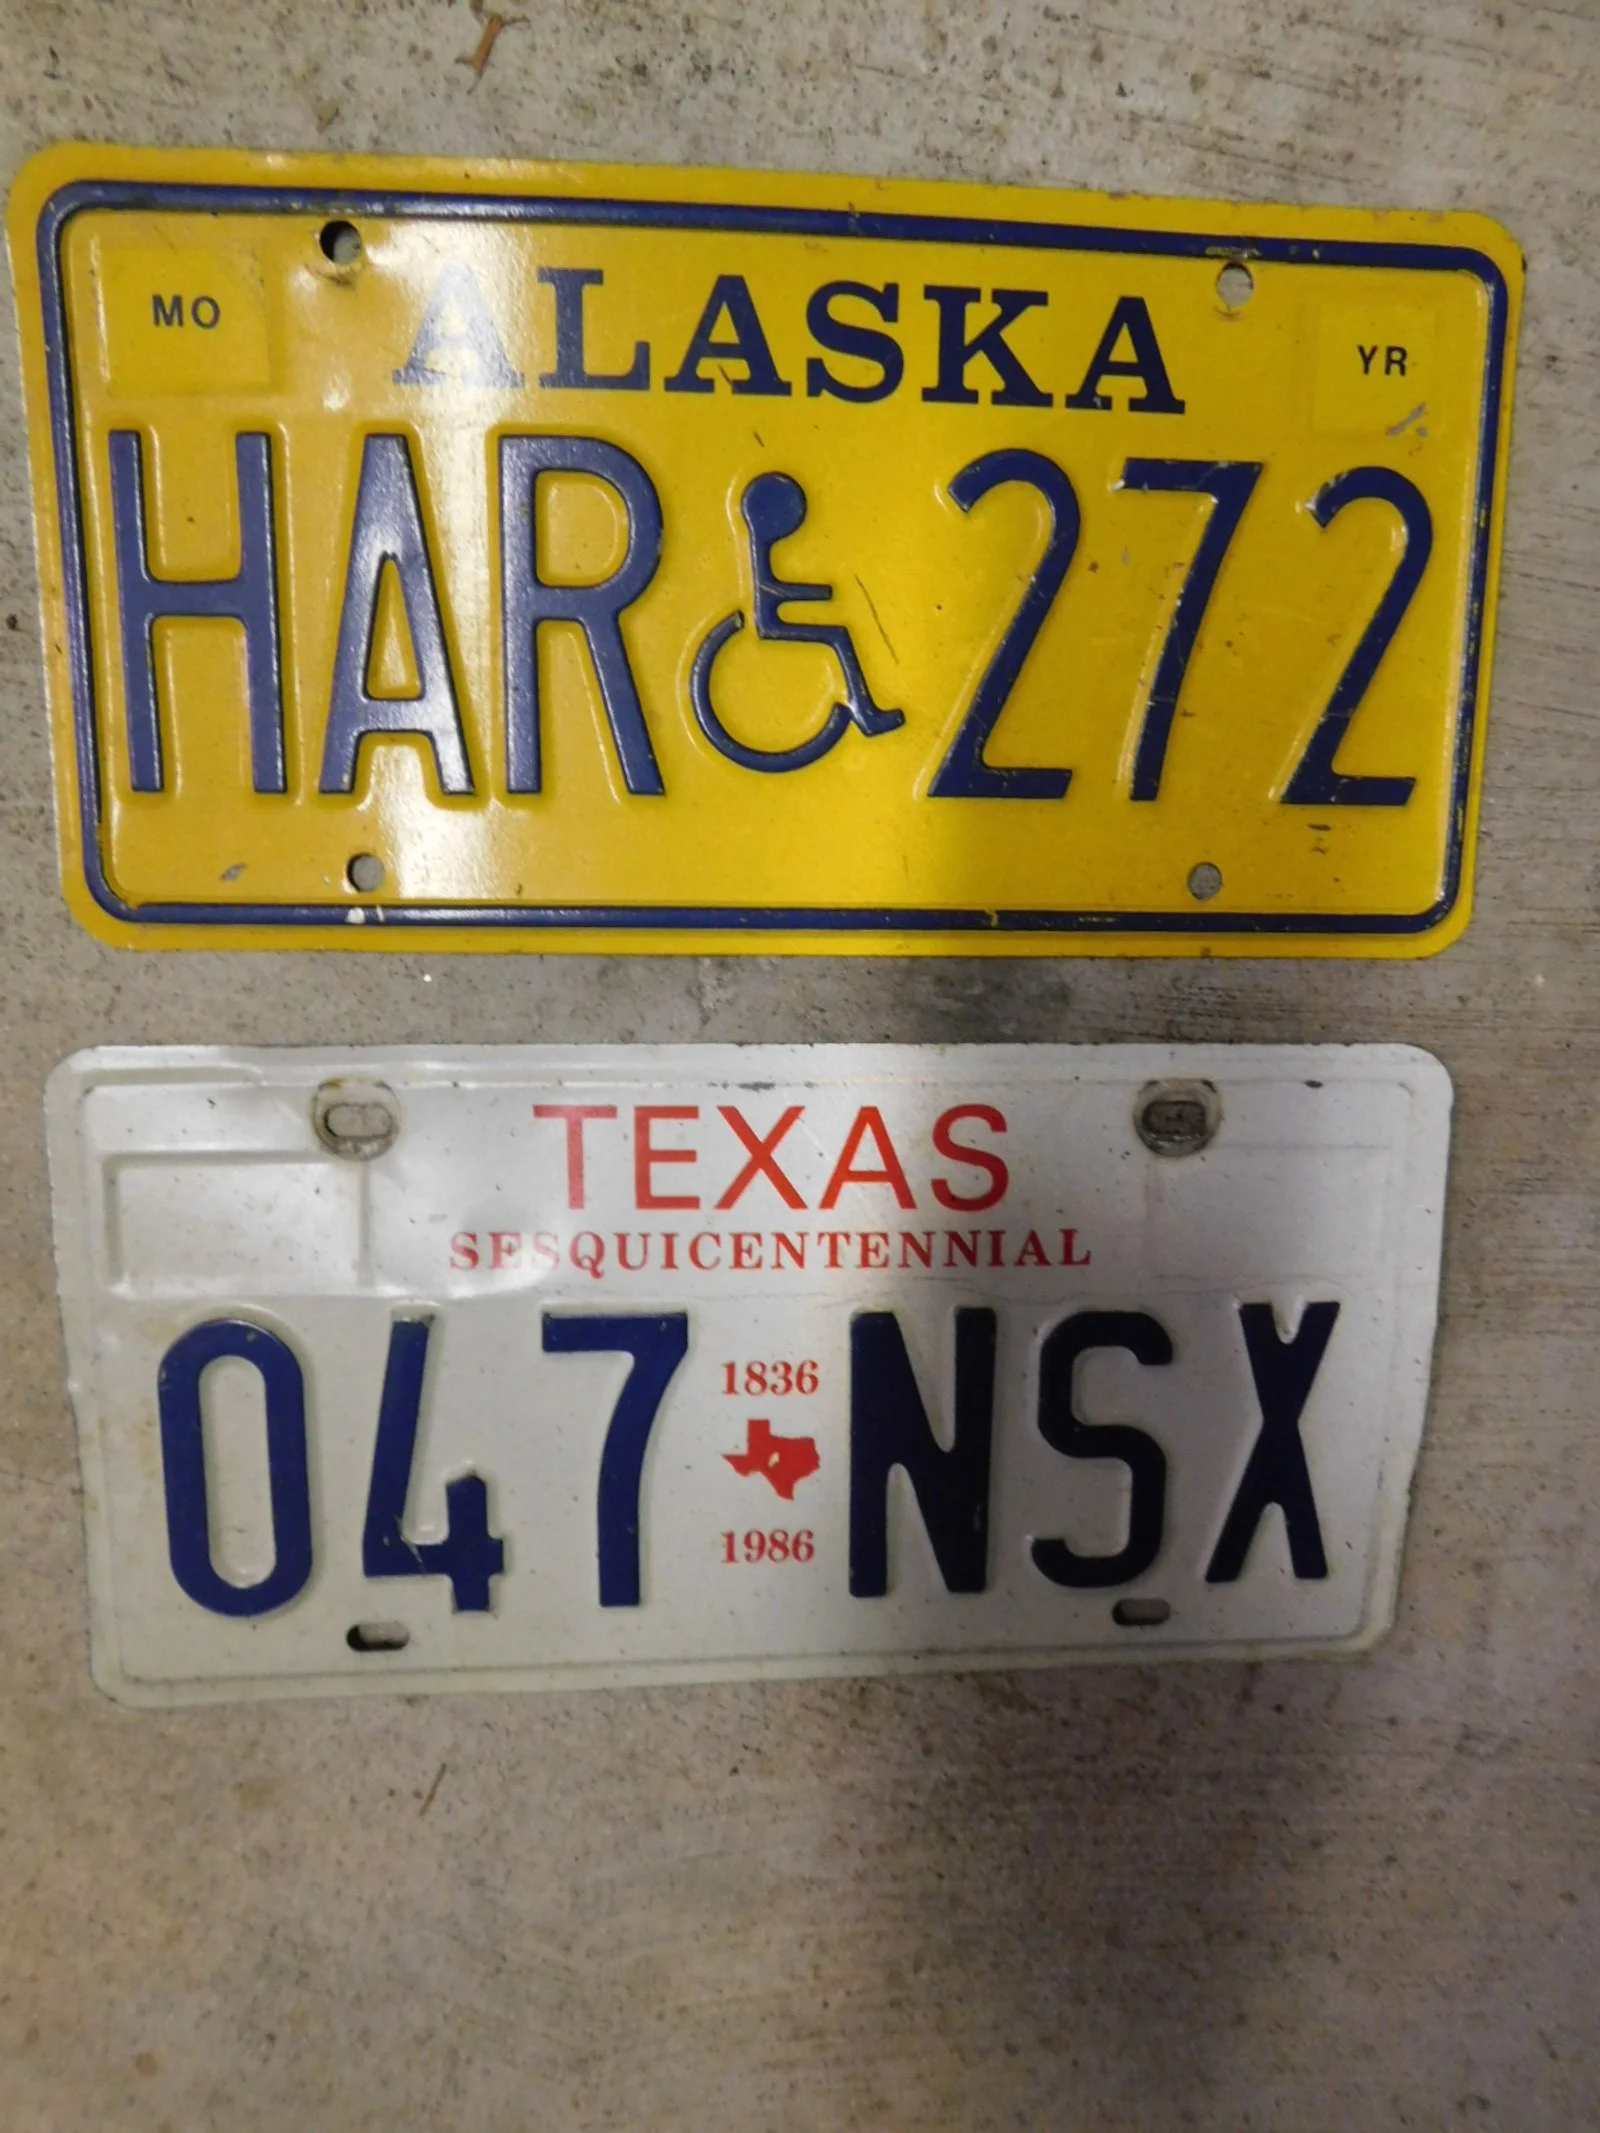 MO ALASKA YR
HAR 272
TEXAS
SESQUICENTENNIAL
047 NSX
1836
1986